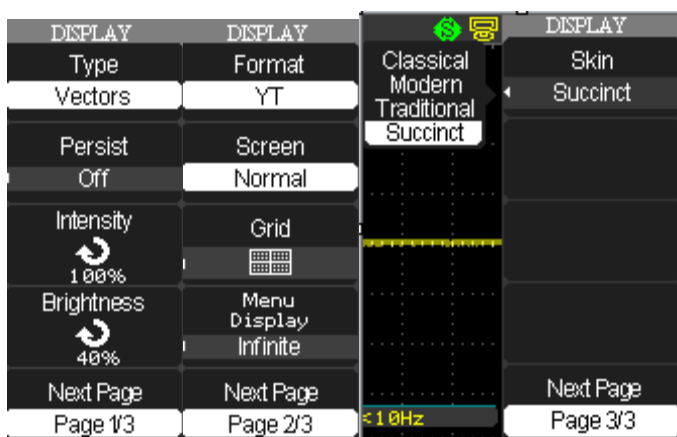 DISPLAY
Type
Vectors
Persist
Off
Intensity
100%
Brightness
40%
Next Page
Page 1/3
DISPLAY
Format
YT
Screen
Normal
Grid
Menu
Display
Infinite
Next Page
Page 2/3
S
Classical
Modern
Traditional
Succinct
<10Hz
DISPLAY
Skin
Succinct
Next Page
Page 3/3